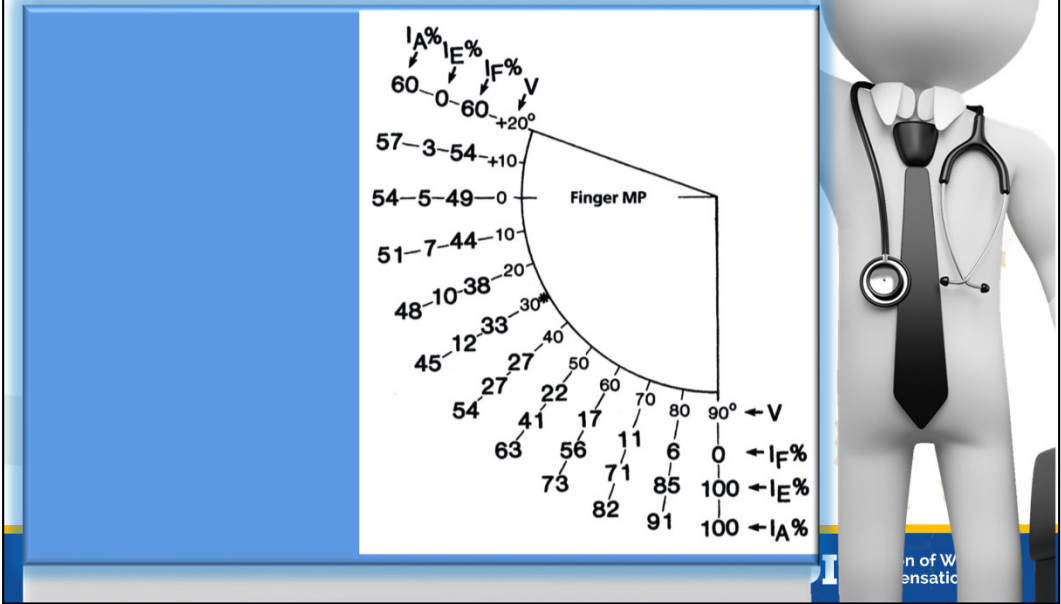 IA% IE% IF% V
60–0–60–+20°
57–3–54–+10
54–5–49–0
Finger MP
51–7–44–10
48–10–38–20
45–12–33–30*
54–27–27–40
63–41–22–50
73–56–17–60
82–71–11–70
91–85–6–80
90° ←V
0 ←IF%
100 ←IE%
100 ←IA%
n of W
ensatio